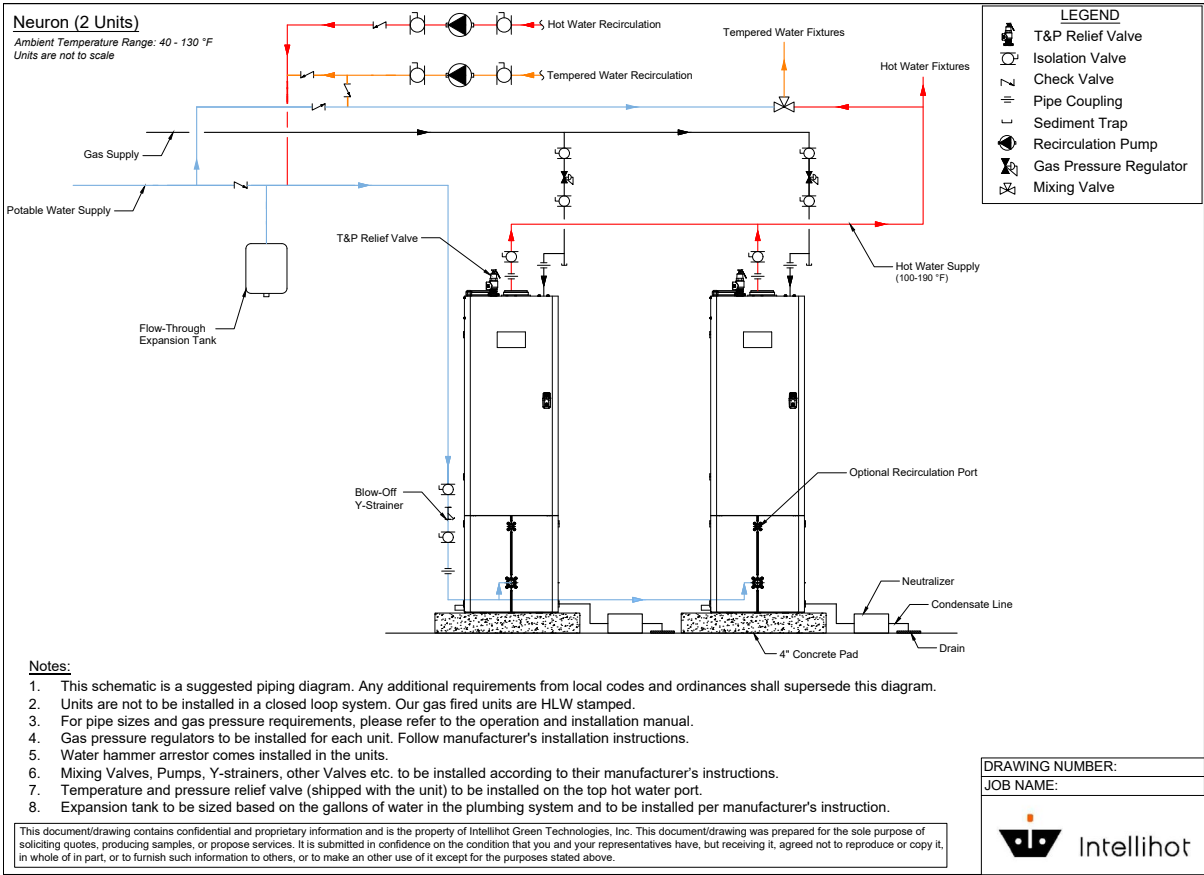 Neuron (2 Units)
Ambient Temperature Range: 40 - 130 °F
Units are not to scale
Hot Water Recirculation
Tempered Water Recirculation
Tempered Water Fixtures
Hot Water Fixtures
LEGEND
T&P Relief Valve
Isolation Valve
Check Valve
Pipe Coupling
Sediment Trap
Recirculation Pump
Gas Pressure Regulator
Mixing Valve
Gas Supply
Potable Water Supply
T&P Relief Valve
Hot Water Supply
(100-190 °F)
Flow-Through
Expansion Tank
Optional Recirculation Port
Blow-Off
Y-Strainer
Neutralizer
Condensate Line
Drain
4" Concrete Pad
Notes:
1. This schematic is a suggested piping diagram. Any additional requirements from local codes and ordinances shall supersede this diagram.
2. Units are not to be installed in a closed loop system. Our gas fired units are HLW stamped.
3. For pipe sizes and gas pressure requirements, please refer to the operation and installation manual.
4. Gas pressure regulators to be installed for each unit. Follow manufacturer's installation instructions.
5. Water hammer arrestor comes installed in the units.
6. Mixing Valves, Pumps, Y-strainers, other Valves etc. to be installed according to their manufacturer's instructions.
7. Temperature and pressure relief valve (shipped with the unit) to be installed on the top hot water port.
8. Expansion tank to be sized based on the gallons of water in the plumbing system and to be installed per manufacturer's instruction.
This document/drawing contains confidential and proprietary information and is the property of Intellihot Green Technologies, Inc. This document/drawing was prepared for the sole purpose of
soliciting quotes, producing samples, or propose services. It is submitted in confidence on the condition that you and your representatives have, but receiving it, agreed not to reproduce or copy it,
in whole of in part, or to furnish such information to others, or to make an other use of it except for the purposes stated above.
DRAWING NUMBER:
JOB NAME:
Intellihot